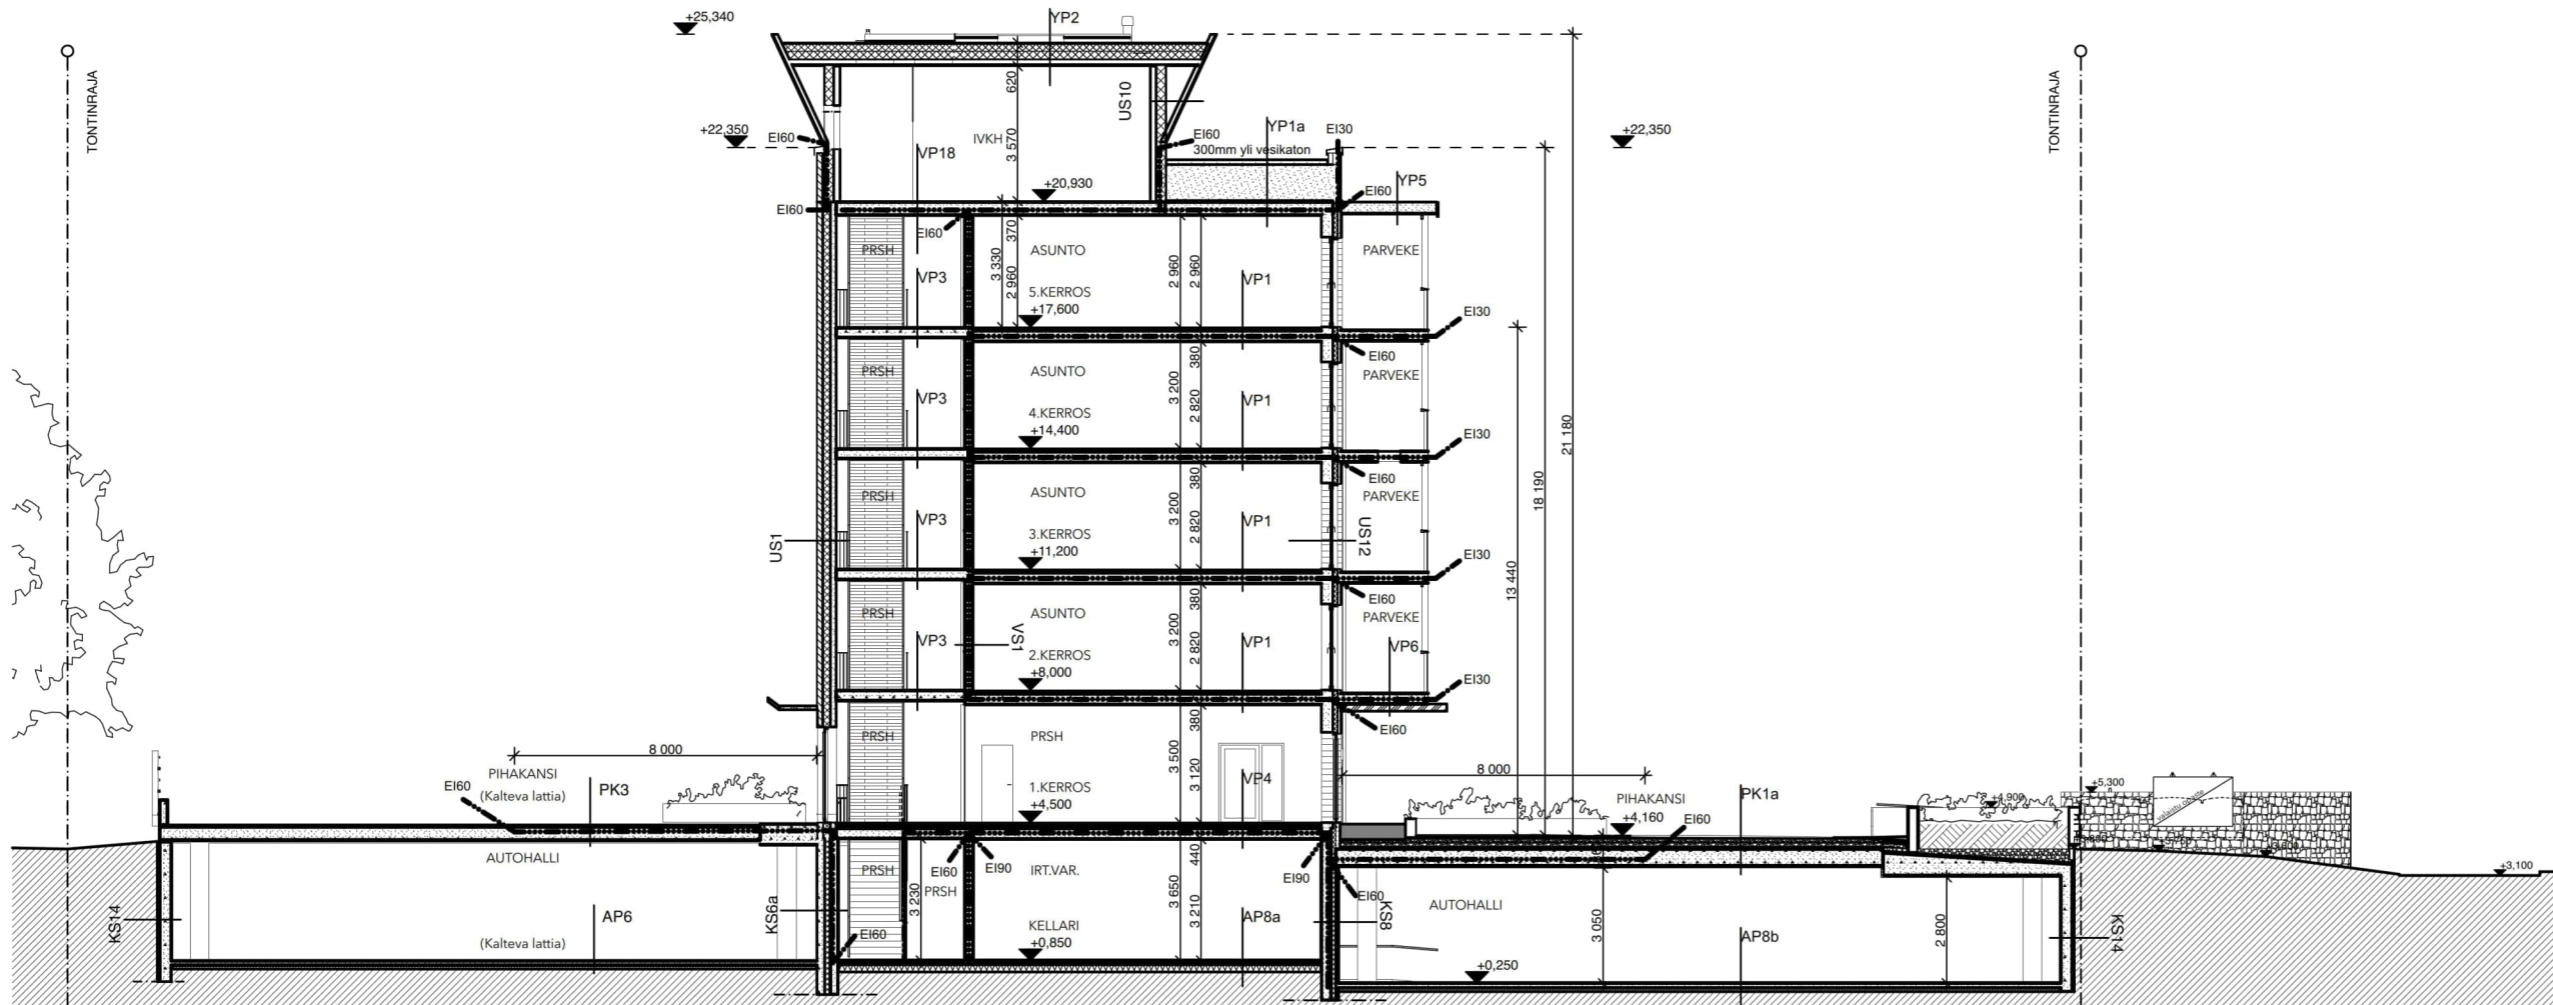 +25,340
YP2
TONTINRAJA
TONTINRAJA
620
US10
+22,350
EI60
IVKH
3 570
EI60
YP1a
EI30
+22,350
VP18
300mm yli vesikaton
+20,930
EI60
YP5
EI60
EI60
370
PRSH
ASUNTO
PARVEKE
3 330
2 960
2 960
2 960
VP3
VP1
5.KERROS
+17,600
EI30
380
EI60
PRSH
ASUNTO
PARVEKE
3 200
2 820
VP3
VP1
4.KERROS
+14,400
21 180
EI30
380
EI60
PRSH
ASUNTO
PARVEKE
18 190
3 200
2 820
VP3
VP1
US1
3.KERROS
US12
+11,200
EI30
13 440
380
EI60
PRSH
ASUNTO
PARVEKE
3 200
2 820
VP3
VS1
VP1
VP6
2.KERROS
+8,000
EI30
380
EI60
PRSH
PRSH
8 000
3 500
3 120
8 000
PIHAKANSI
(Kalteva lattia)
EI60
PK3
VP4
1.KERROS
+4,500
PIHAKANSI
+4,160
PK1a
EI60
+4,900
+5,300
valaistu opaste
+3,100
AUTOHALLI
440
PRSH
EI60
PRSH
EI90
IRT.VAR.
EI90
EI60
3 230
3 650
3 210
KS14
AP6
KS6a
KELLARI
+0,850
AP8a
KS8
AUTOHALLI
3 050
AP8b
2 800
KS14
(Kalteva lattia)
EI60
+0,250